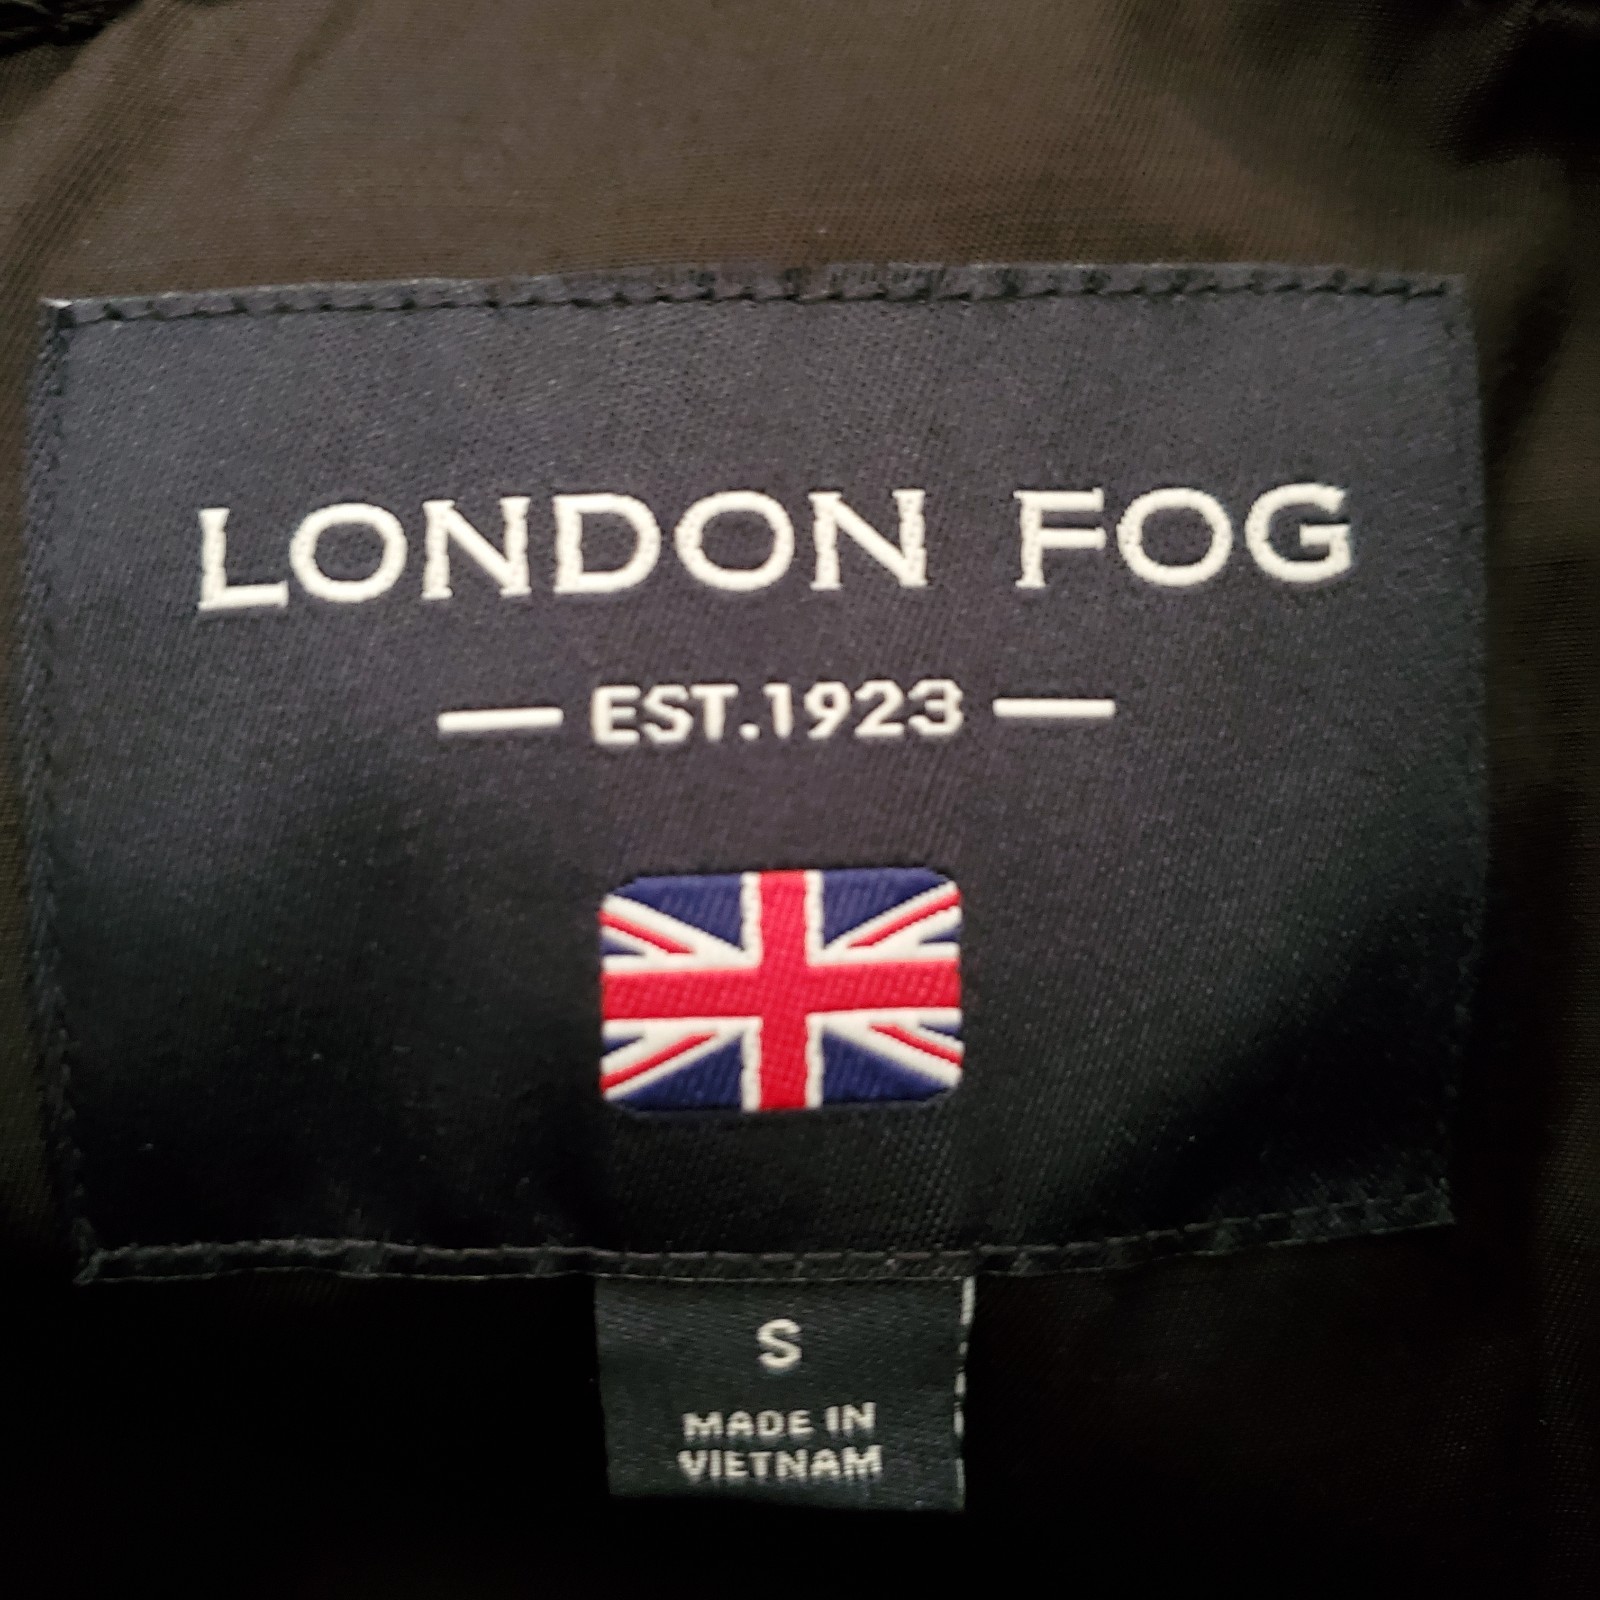 LONDON FOG
— EST.1923 —
S
MADE IN
VIETNAM